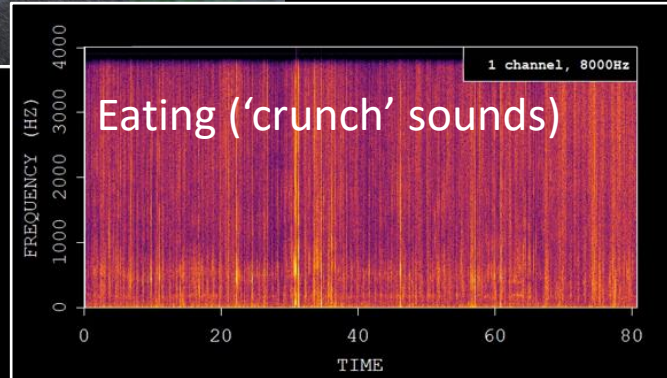 1 channel, 8000Hz
Eating (‘crunch’ sounds)
FREQUENCY (HZ)
4000
3000
2000
1000
0
0 20 40 60 80
TIME